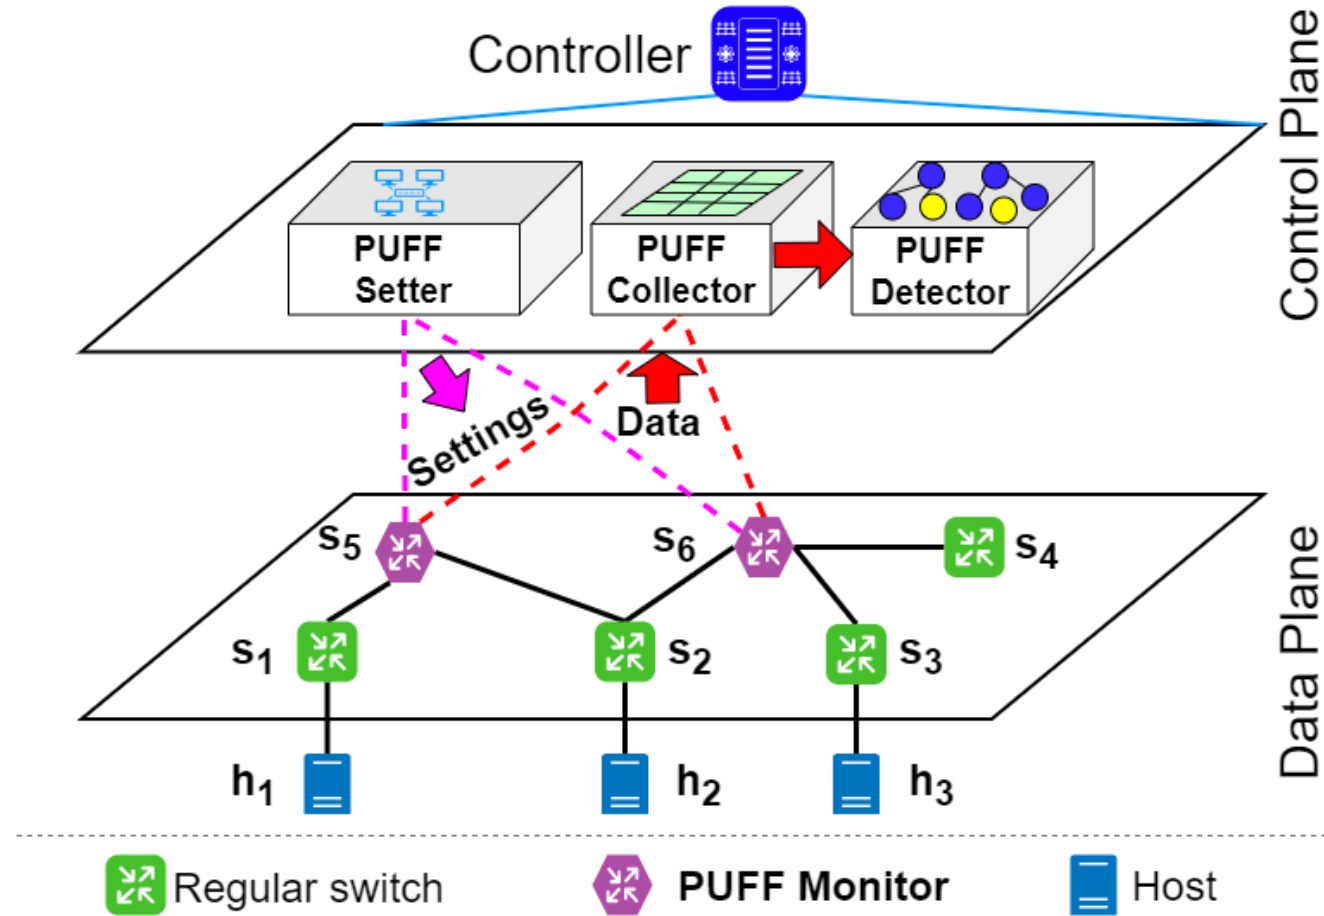 Controller
Control Plane
PUFF
Setter
PUFF
Collector
PUFF
Detector
Settings
Data
Data Plane
s5
s6
s4
s1
s2
s3
h1
h2
h3
Regular switch
PUFF Monitor
Host